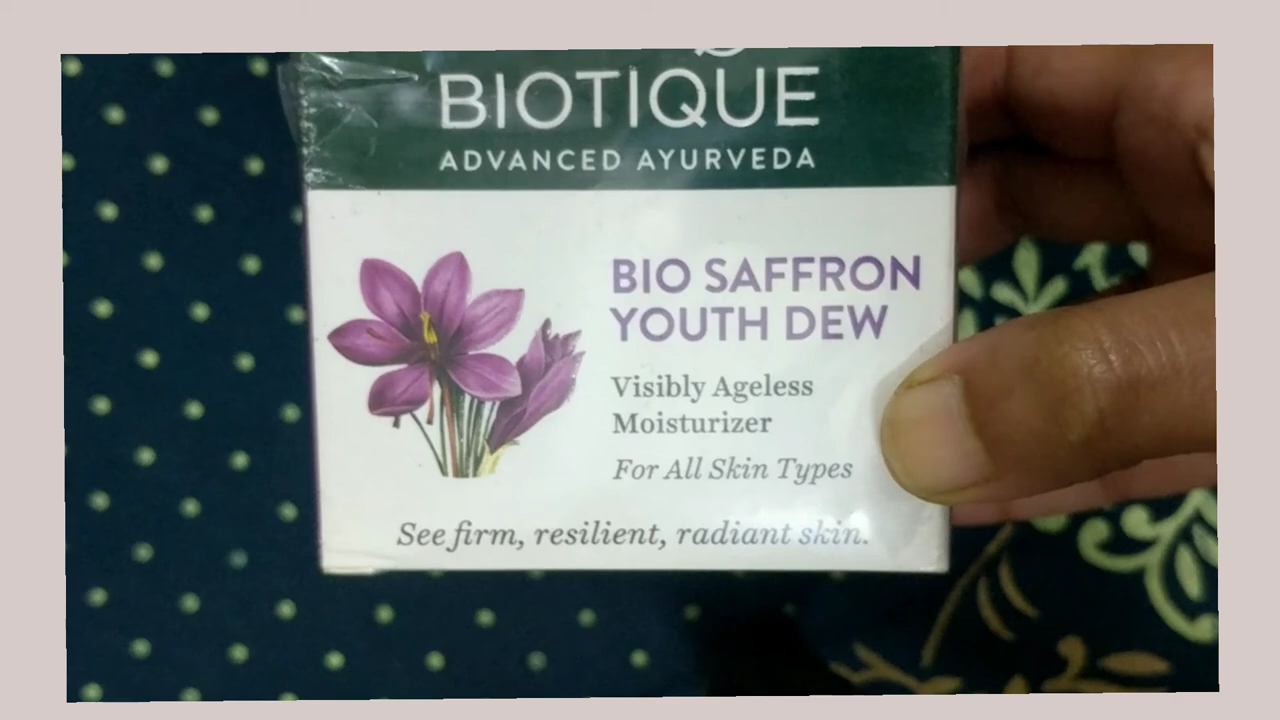 BIOTIQUE
ADVANCED AYURVEDA
BIO SAFFRON
YOUTH DEW
Visibly Ageless
Moisturizer
For All Skin Types
See firm, resilient, radiant skin.